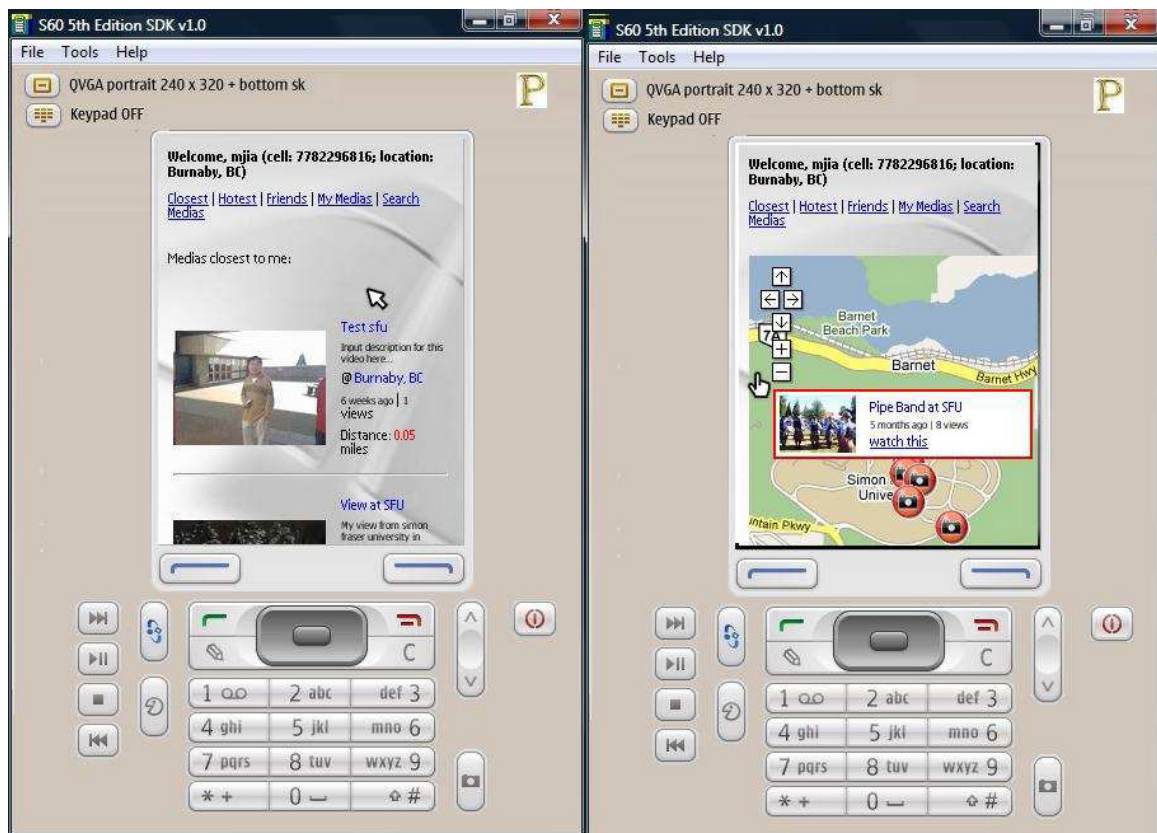 S60 5th Edition SDK v1.0
File Tools Help
QVGA portrait 240 x 320 + bottom sk
P
Keypad OFF
Welcome, mjia (cell: 7782296816; location:
Burnaby, BC)
Closest | Hotest | Friends | My Medias | Search
Medias
Medias closest to me:
Test sfu
Input description for this
video here...
@ Burnaby, BC
6 weeks ago | 1
views
Distance: 0.05
miles
View at SFU
My view from simon
fraser university in
C
1
2 abc
def 3
4 ghi
5 jkl
mno 6
7 pqrs
8 tuv
wxyz 9
* +
0
#
S60 5th Edition SDK v1.0
File Tools Help
QVGA portrait 240 x 320 + bottom sk
P
Keypad OFF
Welcome, mjia (cell: 7782296816; location:
Burnaby, BC)
Closest | Hotest | Friends | My Medias | Search
Medias
Barnet
Beach Park
7A
Barnet
Barnet Hwy
Pipe Band at SFU
5 months ago | 8 views
watch this
Simon
Unive
ntain Pkwy
C
1
2 abc
def 3
4 ghi
5 jkl
mno 6
7 pqrs
8 tuv
wxyz 9
* +
0
#